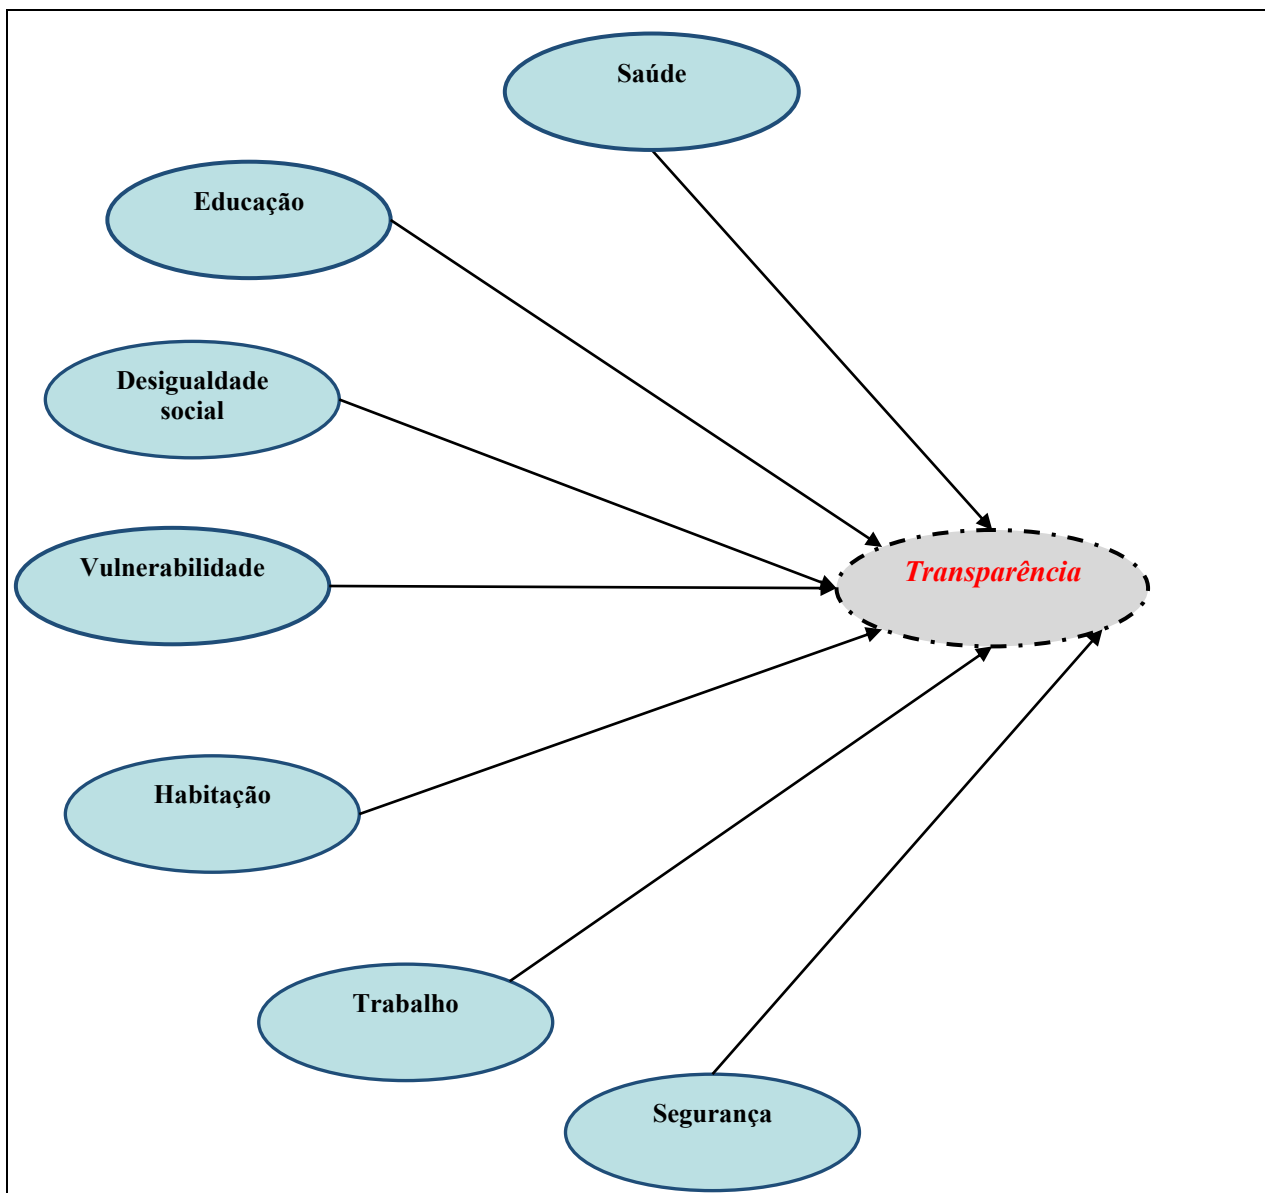 Saúde
Educação
Desigualdade
social
Vulnerabilidade
Transparência
Habitação
Trabalho
Segurança